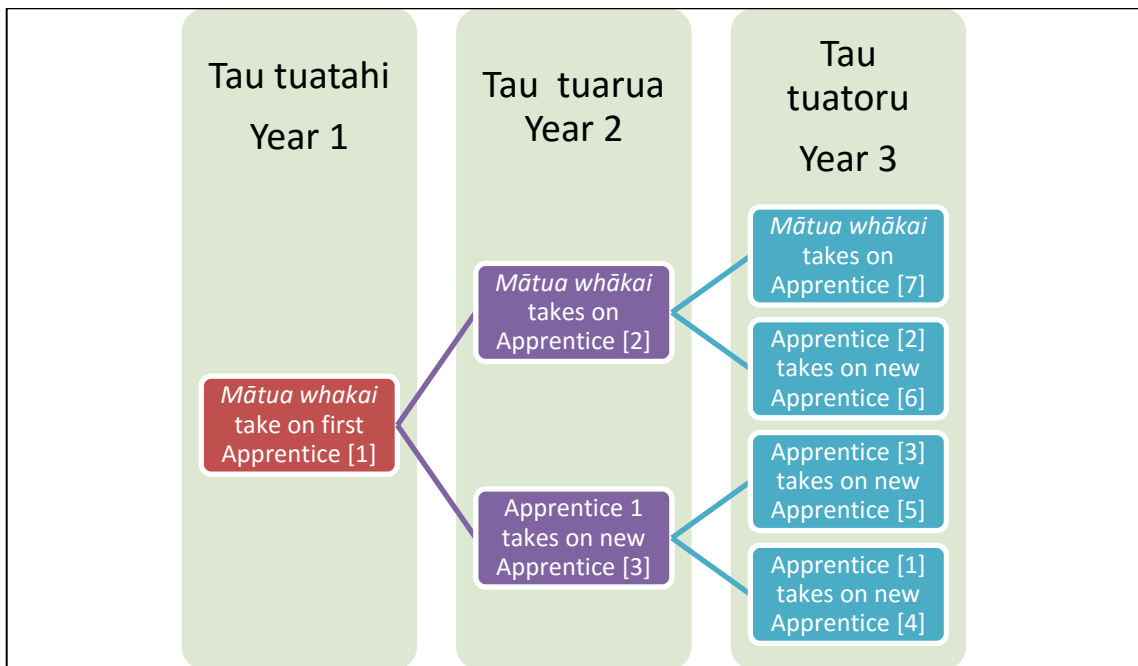 Tau tuatahi
Year 1
Mātua whakai
take on first
Apprentice [1]
Tau tuarua
Year 2
Mātua whākai
takes on
Apprentice [2]
Apprentice 1
takes on new
Apprentice [3]
Tau
tuatoru
Year 3
Mātua whākai
takes on
Apprentice [7]
Apprentice [2]
takes on new
Apprentice [6]
Apprentice [3]
takes on new
Apprentice [5]
Apprentice [1]
takes on new
Apprentice [4]